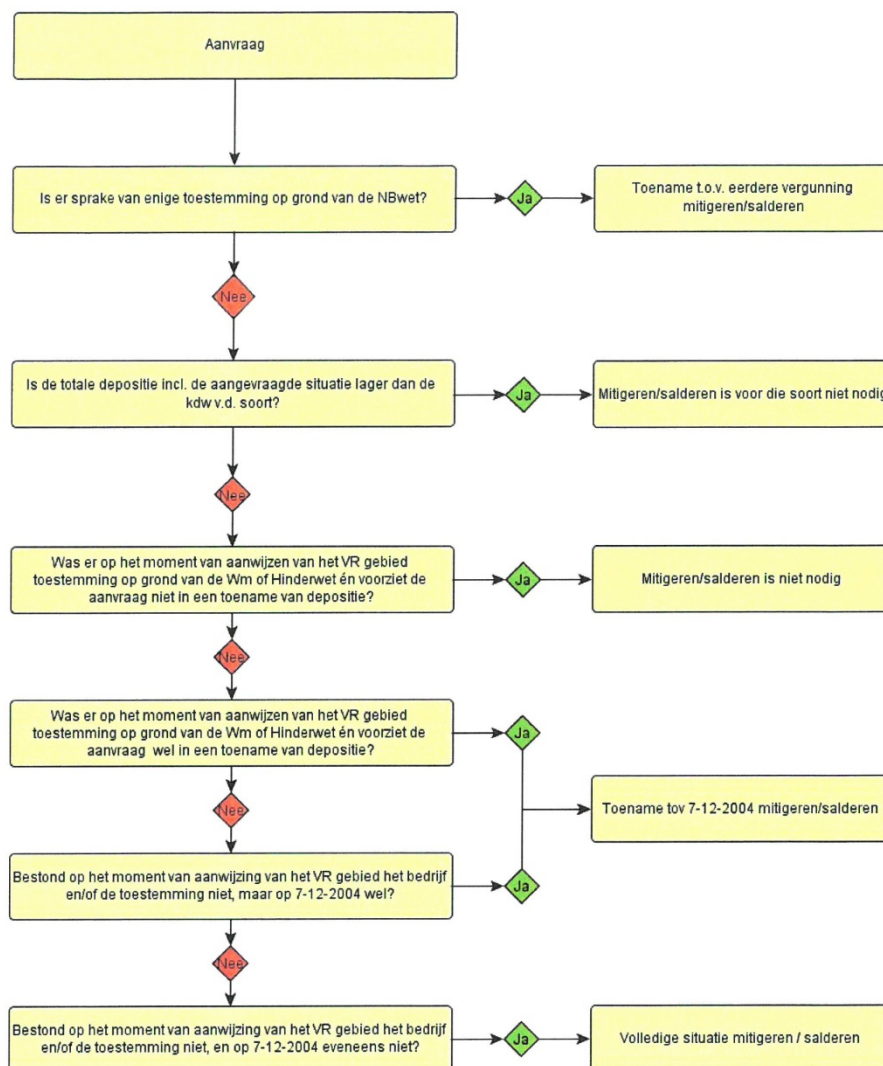 Aanvraag
Is er sprake van enige toestemming op grond van de NBwet?
Ja
Toename t.o.v. eerdere vergunning
mitigeren/salderen
Nee
Is de totale depositie incl. de aangevraagde situatie lager dan de
kdw v.d. soort?
Ja
Mitigeren/salderen is voor die soort niet nodig
Nee
Was er op het moment van aanwijzen van het VR gebied
toestemming op grond van de Wm of Hinderwet én voorziet de
aanvraag niet in een toename van depositie?
Ja
Mitigeren/salderen is niet nodig
Nee
Was er op het moment van aanwijzen van het VR gebied
toestemming op grond van de Wm of Hinderwet én voorziet de
aanvraag wel in een toename van depositie?
Ja
Toename tov 7-12-2004 mitigeren/salderen
Nee
Bestond op het moment van aanwijzing van het VR gebied het bedrijf
en/of de toestemming niet, maar op 7-12-2004 wel?
Ja
Nee
Bestond op het moment van aanwijzing van het VR gebied het bedrijf
en/of de toestemming niet, en op 7-12-2004 eveneens niet?
Ja
Volledige situatie mitigeren / salderen